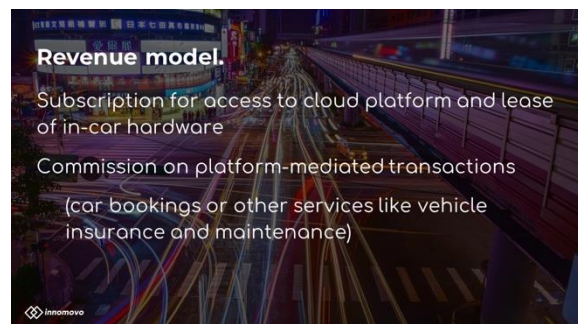 Revenue model.
Subscription for access to cloud platform and lease
of in-car hardware
Commission on platform-mediated transactions
(car bookings or other services like vehicle
insurance and maintenance)
innomovo